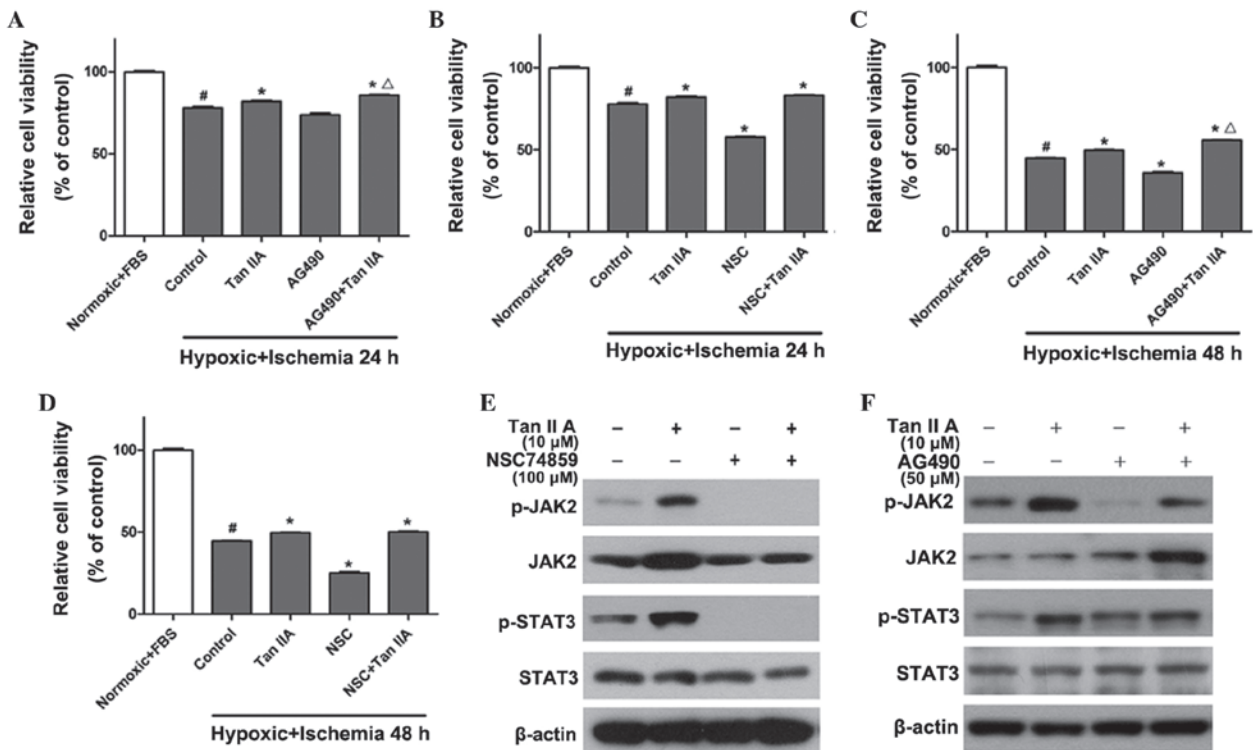 A
Relative cell viability
(% of control)
100
50
0
#
*
* △
Normoxic+FBS
Control
Tan IIA
AG490
AG490+Tan IIA
Hypoxic+Ischemia 24 h
B
Relative cell viability
(% of control)
100
50
0
#
*
*
*
Normoxic+FBS
Control
Tan IIA
NSC
NSC+Tan IIA
Hypoxic+Ischemia 24 h
C
Relative cell viability
(% of control)
100
50
0
#
*
*
* △
Normoxic+FBS
Control
Tan IIA
AG490
AG490+Tan IIA
Hypoxic+Ischemia 48 h
D
Relative cell viability
(% of control)
100
50
0
#
*
*
*
Normoxic+FBS
Control
Tan IIA
NSC
NSC+Tan IIA
Hypoxic+Ischemia 48 h
E
Tan II A – + – +
(10 µM)
NSC74859 – – + +
(100 µM)
p-JAK2
JAK2
p-STAT3
STAT3
β-actin
F
Tan II A – + – +
(10 µM)
AG490 – – + +
(50 µM)
p-JAK2
JAK2
p-STAT3
STAT3
β-actin